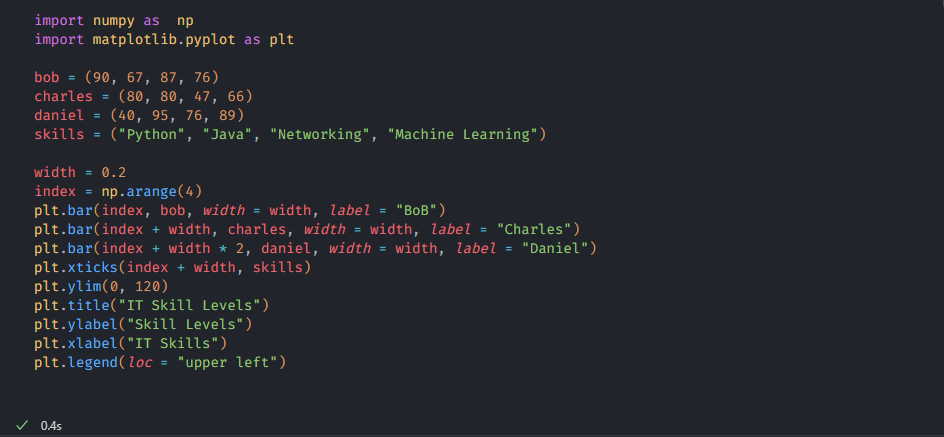 import numpy as  np
import matplotlib.pyplot as plt
bob = (90, 67, 87, 76)
charles = (80, 80, 47, 66)
daniel = (40, 95, 76, 89)
skills = ("Python", "Java", "Networking", "Machine Learning")
width = 0.2
index = np.arange(4)
plt.bar(index, bob, width = width, label = "BoB")
plt.bar(index + width, charles, width = width, label = "Charles")
plt.bar(index + width * 2, daniel, width = width, label = "Daniel")
plt.xticks(index + width, skills)
plt.ylim(0, 120)
plt.title("IT Skill Levels")
plt.ylabel("Skill Levels")
plt.xlabel("IT Skills")
plt.legend(loc = "upper left")
0.4s